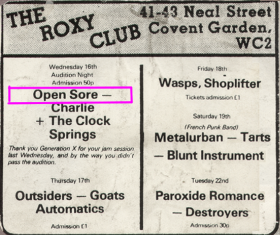 THE ROXY CLUB
41-43 Neal Street
Covent Garden,
WC2
Wednesday 16th
Audition Night
Admission 50p
Open Sore —
Charlie
+ The Clock
Springs
Thank you Generation X for your jam session
last Wednesday, and by the way you didn't
pass the audition.
Thursday 17th
Outsiders — Goats
Automatics
Admission £1
Friday 18th
Wasps, Shoplifter
Tickets admission £1
Saturday 19th
(French Punk Band)
Metalurban — Tarts
— Blunt Instrument
Tuesday 22nd
Paroxide Romance
— Destroyers
Admission 30p.